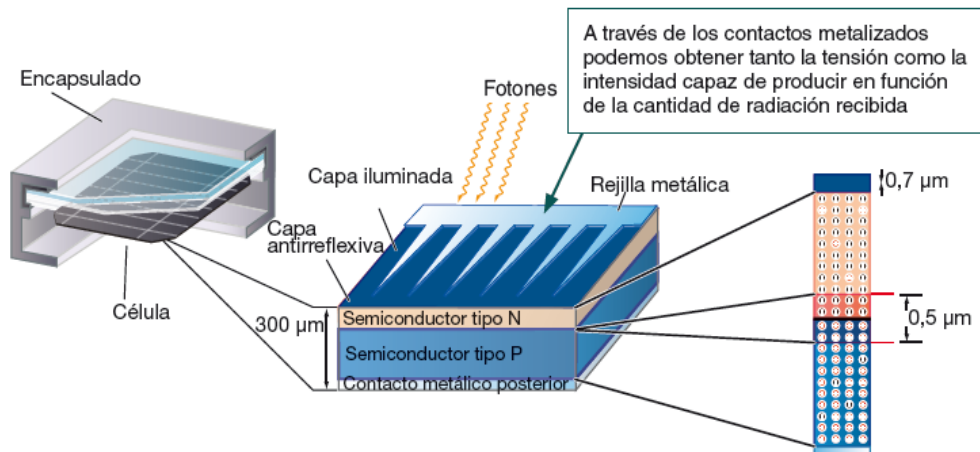 A través de los contactos metalizados
podemos obtener tanto la tensión como la
intensidad capaz de producir en función
de la cantidad de radiación recibida
Encapsulado
Fotones
Capa iluminada
Rejilla metálica
0,7 µm
Capa
antirreflexiva
Célula
300 µm
Semiconductor tipo N
0,5 µm
Semiconductor tipo P
Contacto metálico posterior